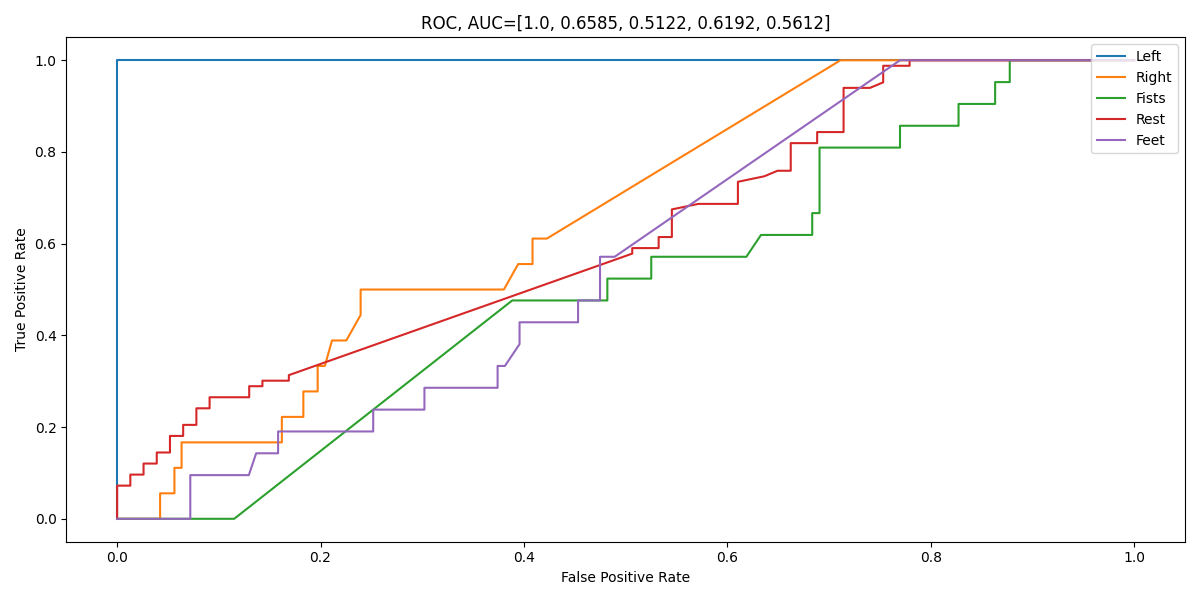 ROC, AUC=[1.0, 0.6585, 0.5122, 0.6192, 0.5612]
Left
Right
Fists
Rest
Feet
True Positive Rate
1.0
0.8
0.6
0.4
0.2
0.0
0.0 0.2 0.4 0.6 0.8 1.0
False Positive Rate